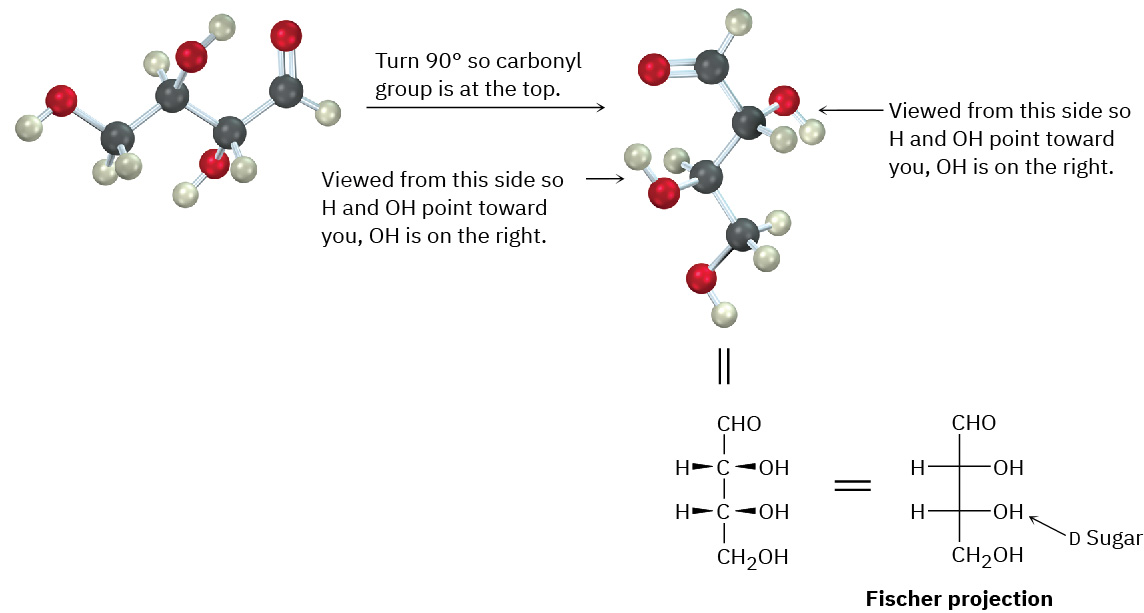 Turn 90° so carbonyl
group is at the top.
Viewed from this side so
H and OH point toward
you, OH is on the right.
Viewed from this side so
H and OH point toward
you, OH is on the right.
CHO
H C OH
H C OH
CH₂OH
CHO
H OH
H OH
CH₂OH
D Sugar
Fischer projection